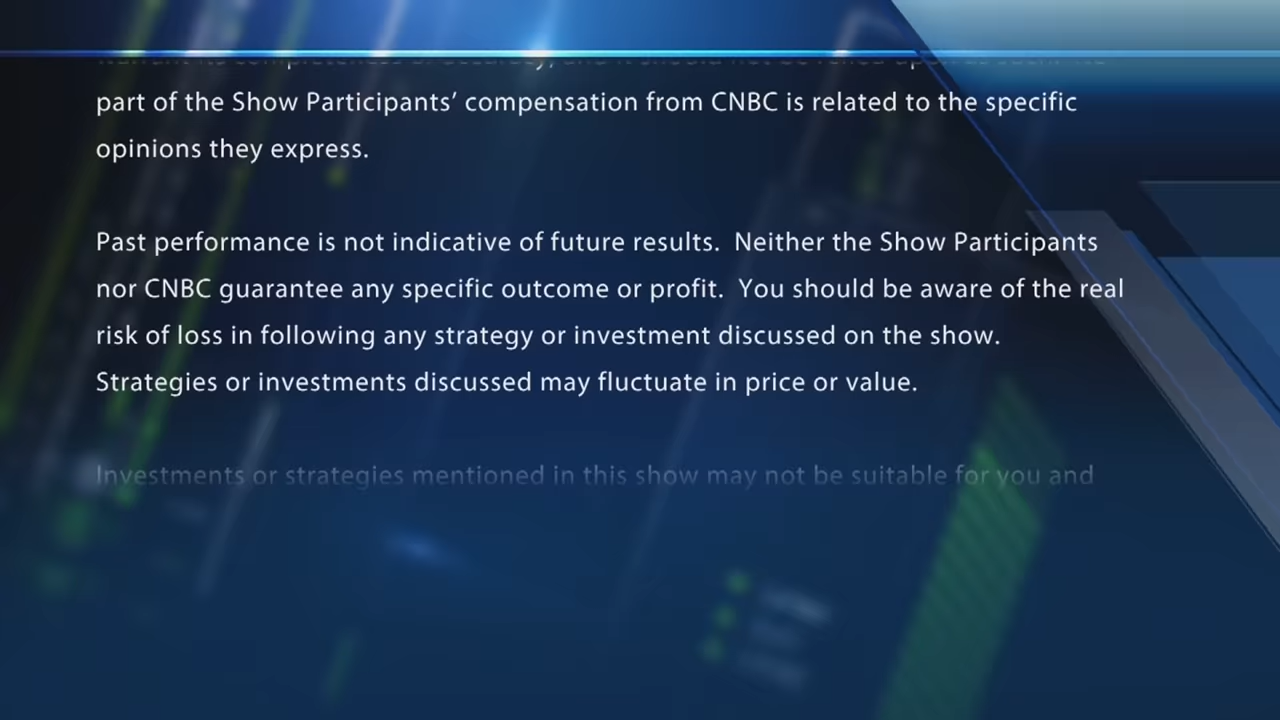 part of the Show Participants’ compensation from CNBC is related to the specific
opinions they express.
Past performance is not indicative of future results.  Neither the Show Participants
nor CNBC guarantee any specific outcome or profit.  You should be aware of the real
risk of loss in following any strategy or investment discussed on the show.
Strategies or investments discussed may fluctuate in price or value.
Investments or strategies mentioned in this show may not be suitable for you and